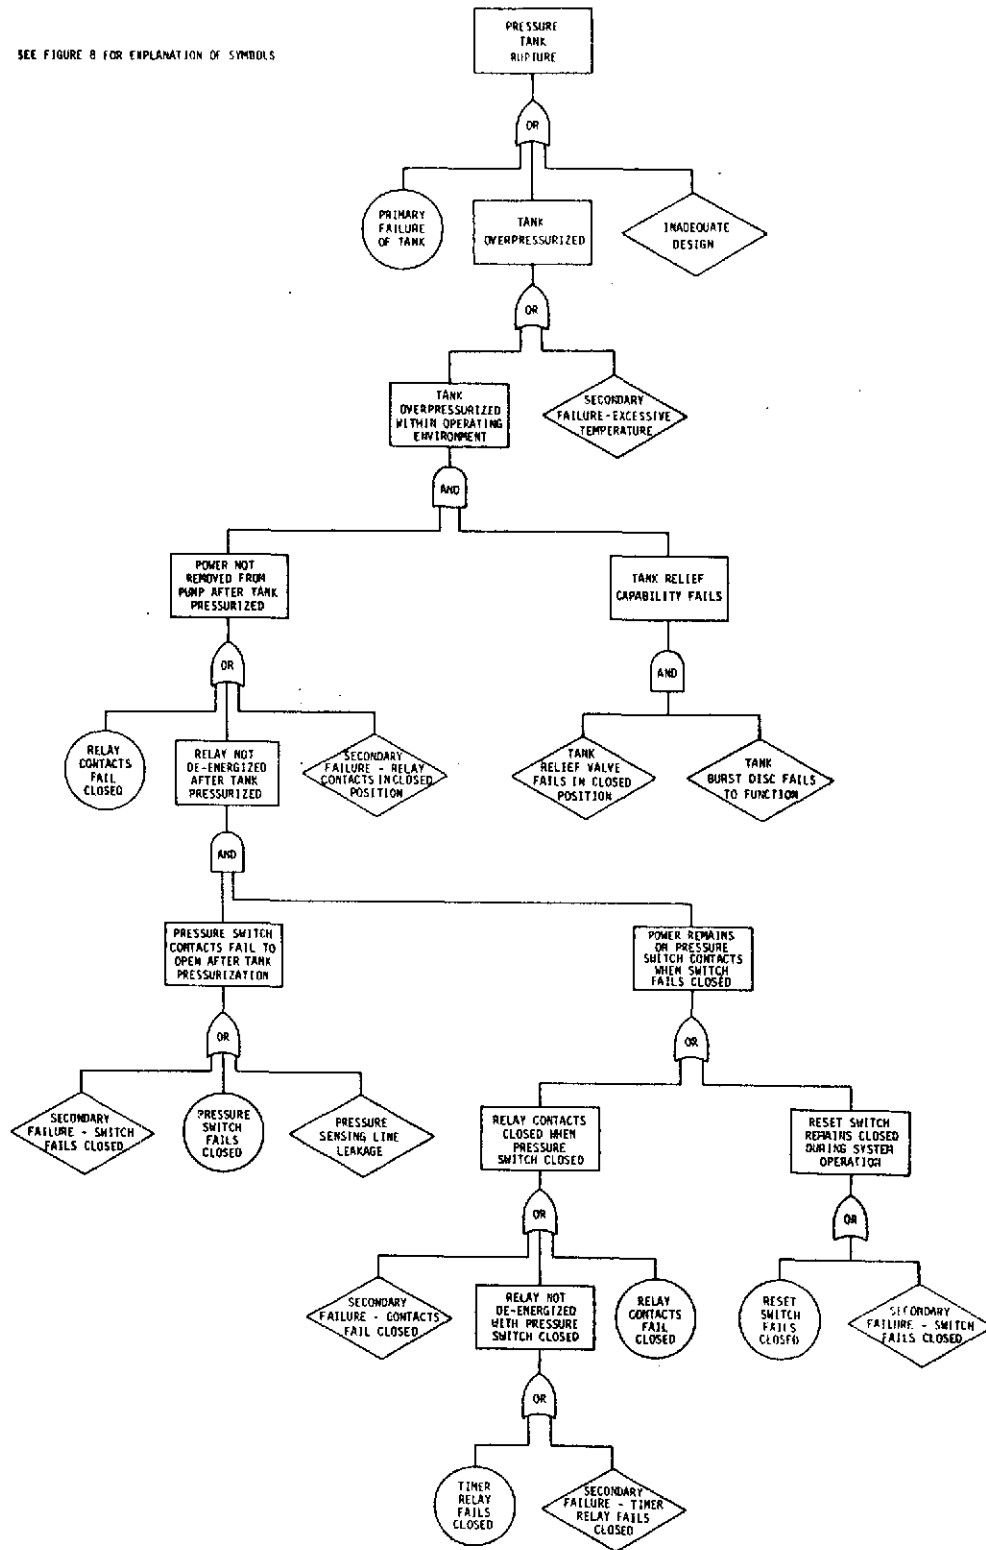 SEE FIGURE 8 FOR EXPLANATION OF SYMBOLS
PRESSURE
TANK
RUPTURE
OR
PRIMARY
FAILURE
OF TANK
TANK
OVERPRESSURIZED
INADEQUATE
DESIGN
OR
TANK
OVERPRESSURIZED
WITHIN OPERATING
ENVIRONMENT
SECONDARY
FAILURE-EXCESSIVE
TEMPERATURE
AND
POWER NOT
REMOVED FROM
PUMP AFTER TANK
PRESSURIZED
TANK RELIEF
CAPABILITY FAILS
OR
AND
RELAY
CONTACTS
FAIL
CLOSED
RELAY NOT
DE-ENERGIZED
AFTER TANK
PRESSURIZED
SECONDARY
FAILURE - RELAY
CONTACTS IN CLOSED
POSITION
TANK
RELIEF VALVE
FAILS IN CLOSED
POSITION
TANK
BURST DISC FAILS
TO FUNCTION
AND
PRESSURE SWITCH
CONTACTS FAIL TO
OPEN AFTER TANK
PRESSURIZATION
POWER REMAINS
ON PRESSURE
SWITCH CONTACTS
WHEN SWITCH
FAILS CLOSED
OR
OR
SECONDARY
FAILURE - SWITCH
FAILS CLOSED
PRESSURE
SWITCH
FAILS
CLOSED
PRESSURE
SENSING LINE
LEAKAGE
RELAY CONTACTS
CLOSED WHEN
PRESSURE
SWITCH CLOSED
RESET SWITCH
REMAINS CLOSED
DURING SYSTEM
OPERATION
OR
OR
SECONDARY
FAILURE - CONTACTS
FAIL CLOSED
RELAY NOT
DE-ENERGIZED
WITH PRESSURE
SWITCH CLOSED
RELAY
CONTACTS
FAIL
CLOSED
RESET
SWITCH
FAILS
CLOSED
SECONDARY
FAILURE - SWITCH
FAILS CLOSED
OR
TIMER
RELAY
FAILS
CLOSED
SECONDARY
FAILURE - TIMER
RELAY FAILS
CLOSED